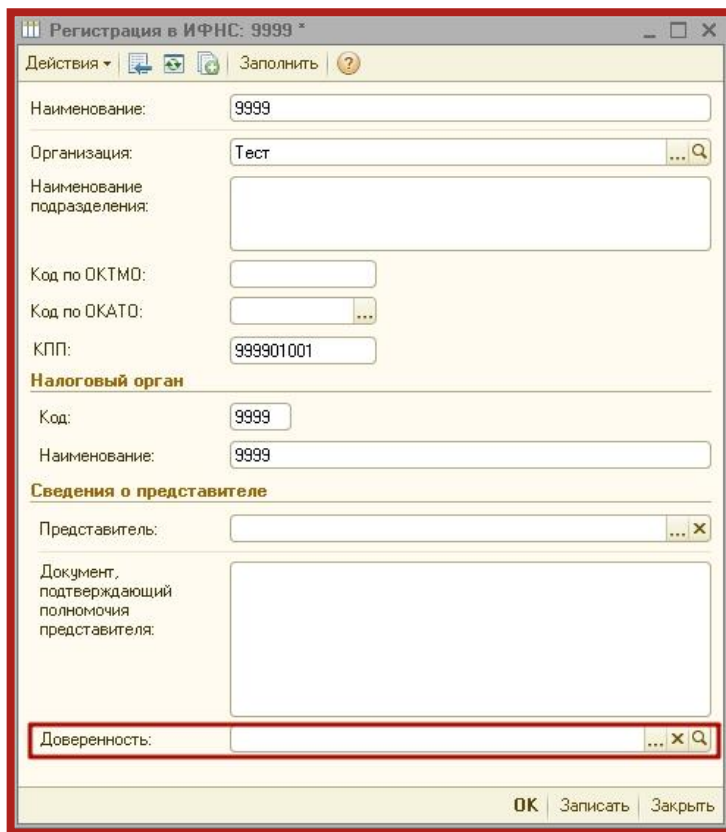 Регистрация в ИФНС: 9999 *
Действия Заполнить ?
Наименование: 9999
Организация: Тест ...
Наименование
подразделения:
Код по ОКТМО:
Код по ОКАТО: ...
КПП: 999901001
Налоговый орган
Код: 9999
Наименование: 9999
Сведения о представителе
Представитель: ...
Документ,
подтверждающий
полномочия
представителя:
Доверенность: ...
OK Записать Закрыть